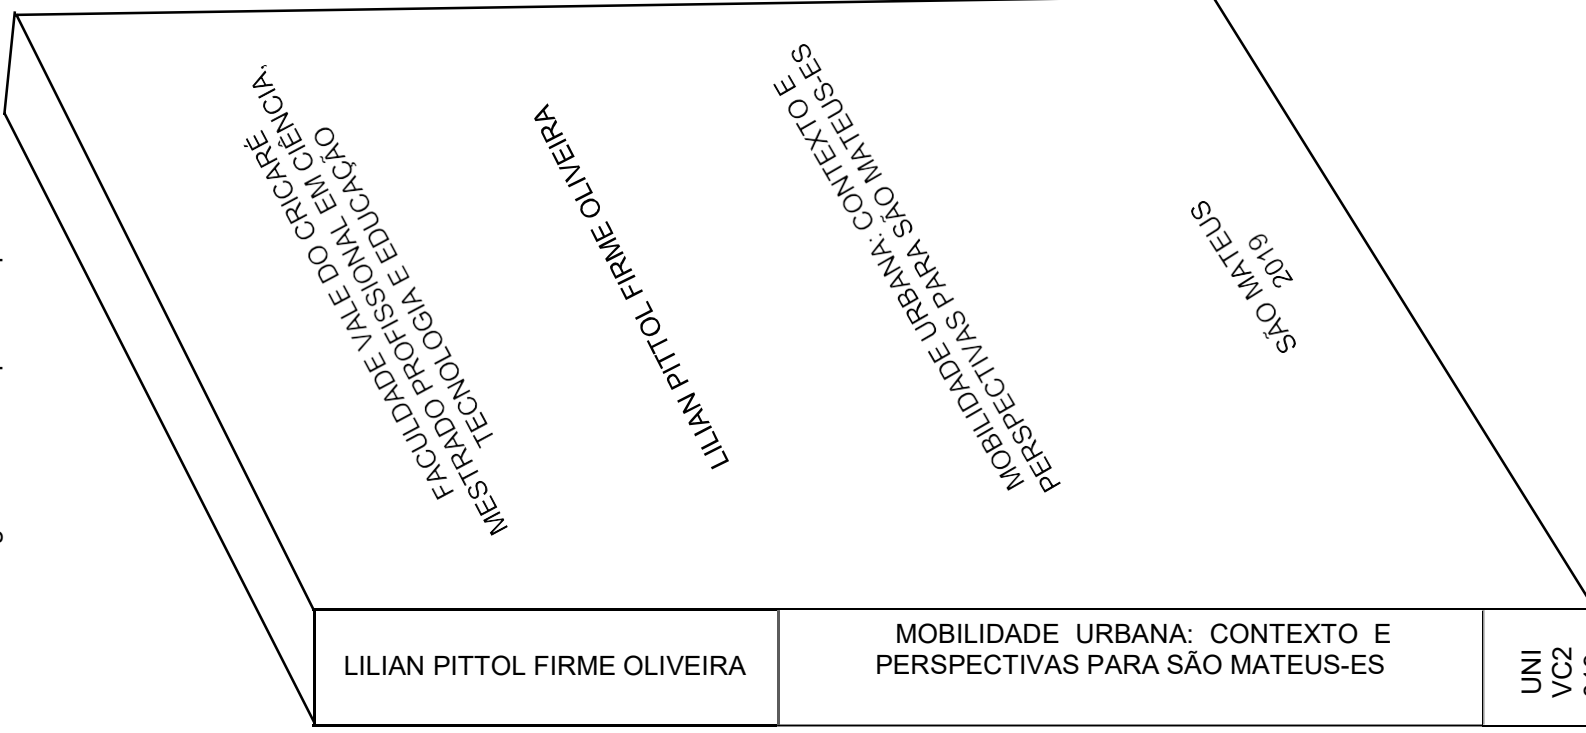 FACULDADE VALE DO CRICARÉ
MESTRADO PROFISSIONAL EM CIÊNCIA,
TECNOLOGIA E EDUCAÇÃO
LILIAN PITTOL FIRME OLIVEIRA
MOBILIDADE URBANA: CONTEXTO E
PERSPECTIVAS PARA SÃO MATEUS-ES
SÃO MATEUS
2019
LILIAN PITTOL FIRME OLIVEIRA
MOBILIDADE URBANA: CONTEXTO E
PERSPECTIVAS PARA SÃO MATEUS-ES
UNI
VC2